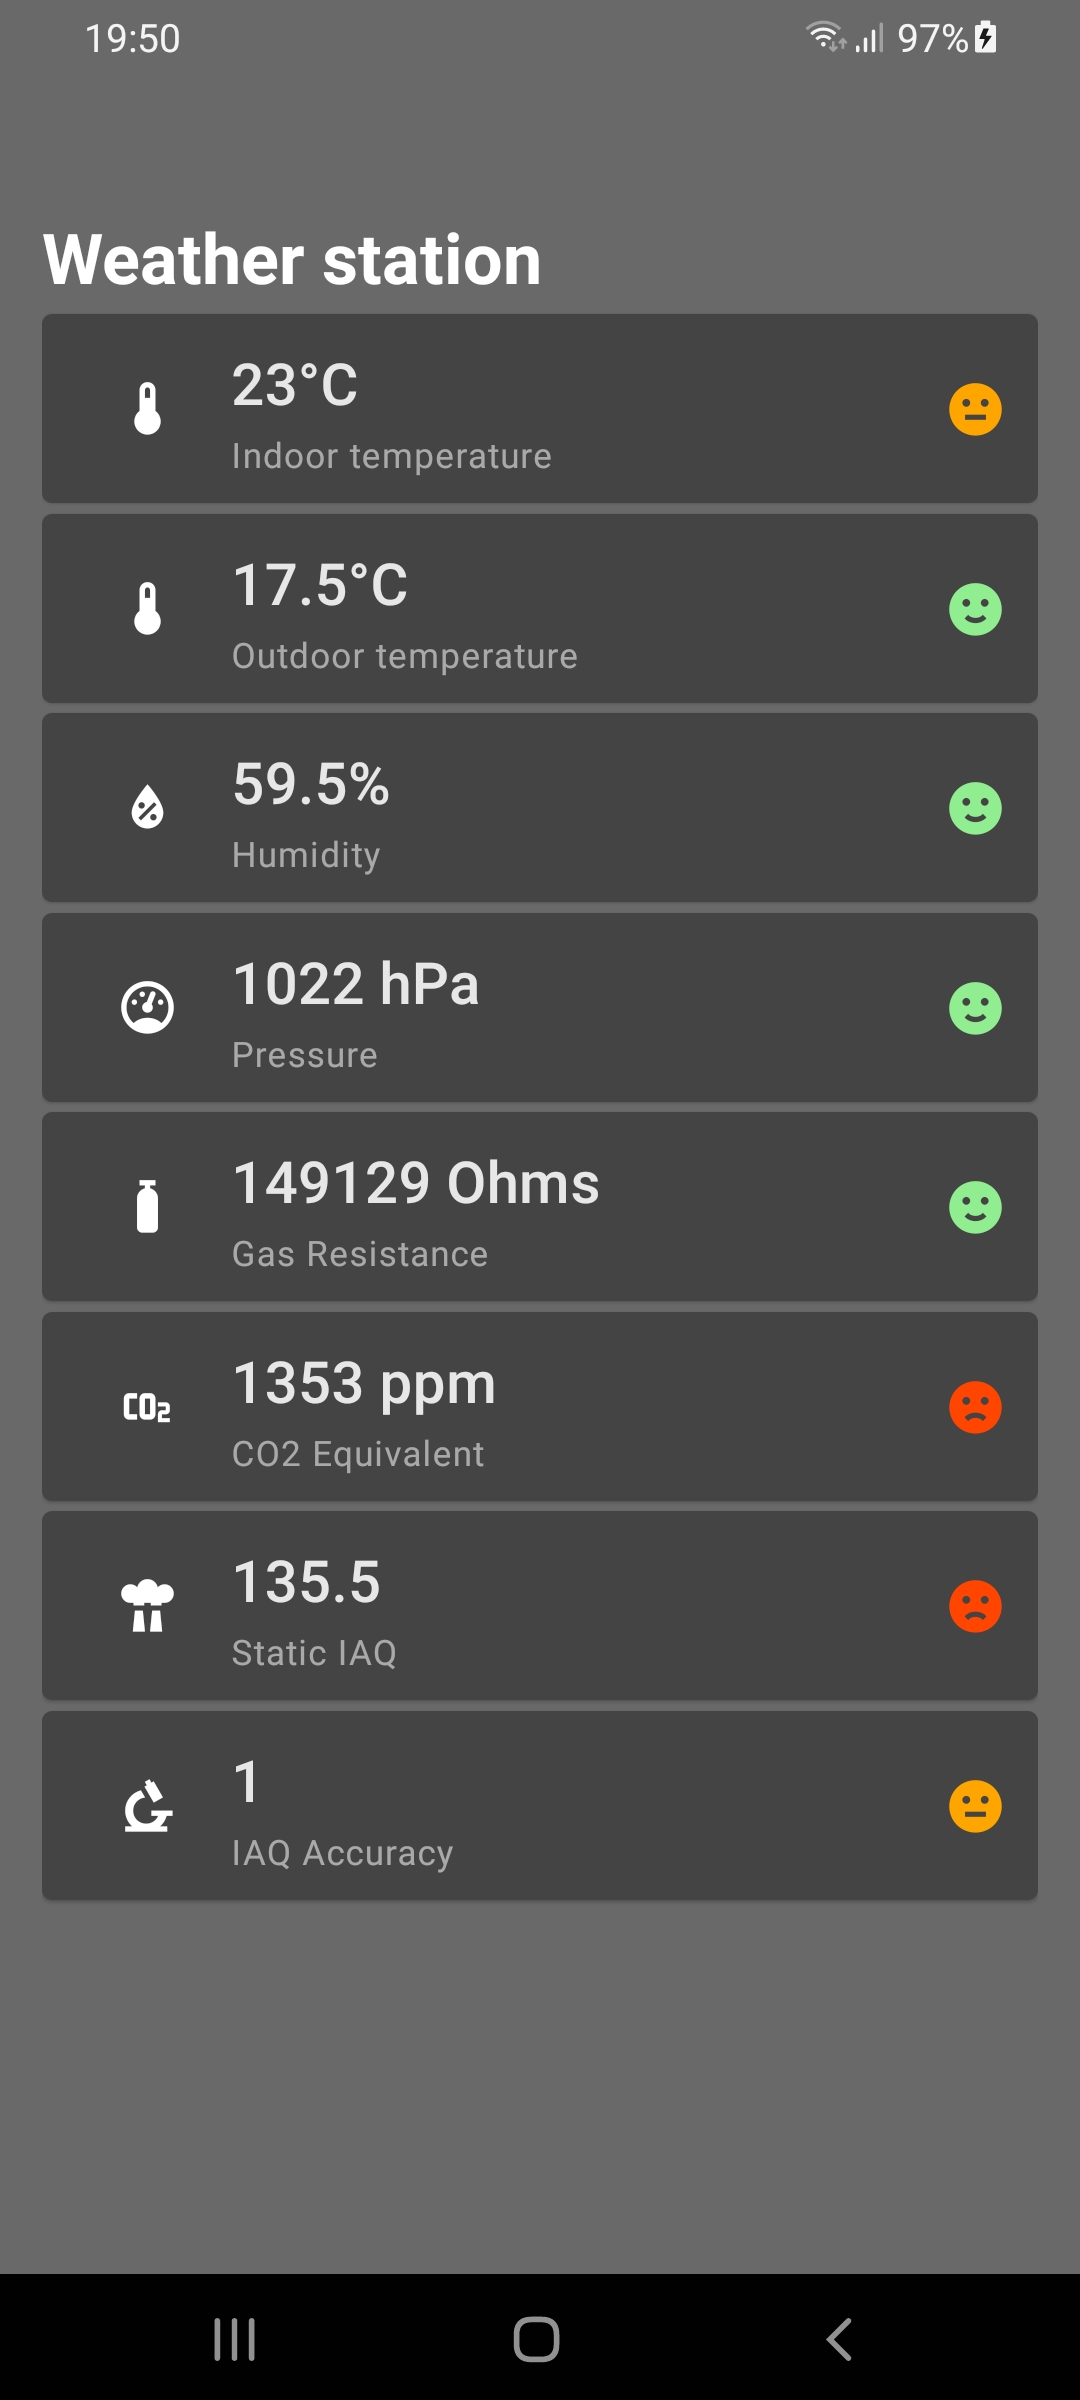 19:50
97%
Weather station
23°C
Indoor temperature
17.5°C
Outdoor temperature
59.5%
Humidity
1022 hPa
Pressure
149129 Ohms
Gas Resistance
CO2
1353 ppm
CO2 Equivalent
135.5
Static IAQ
1
IAQ Accuracy